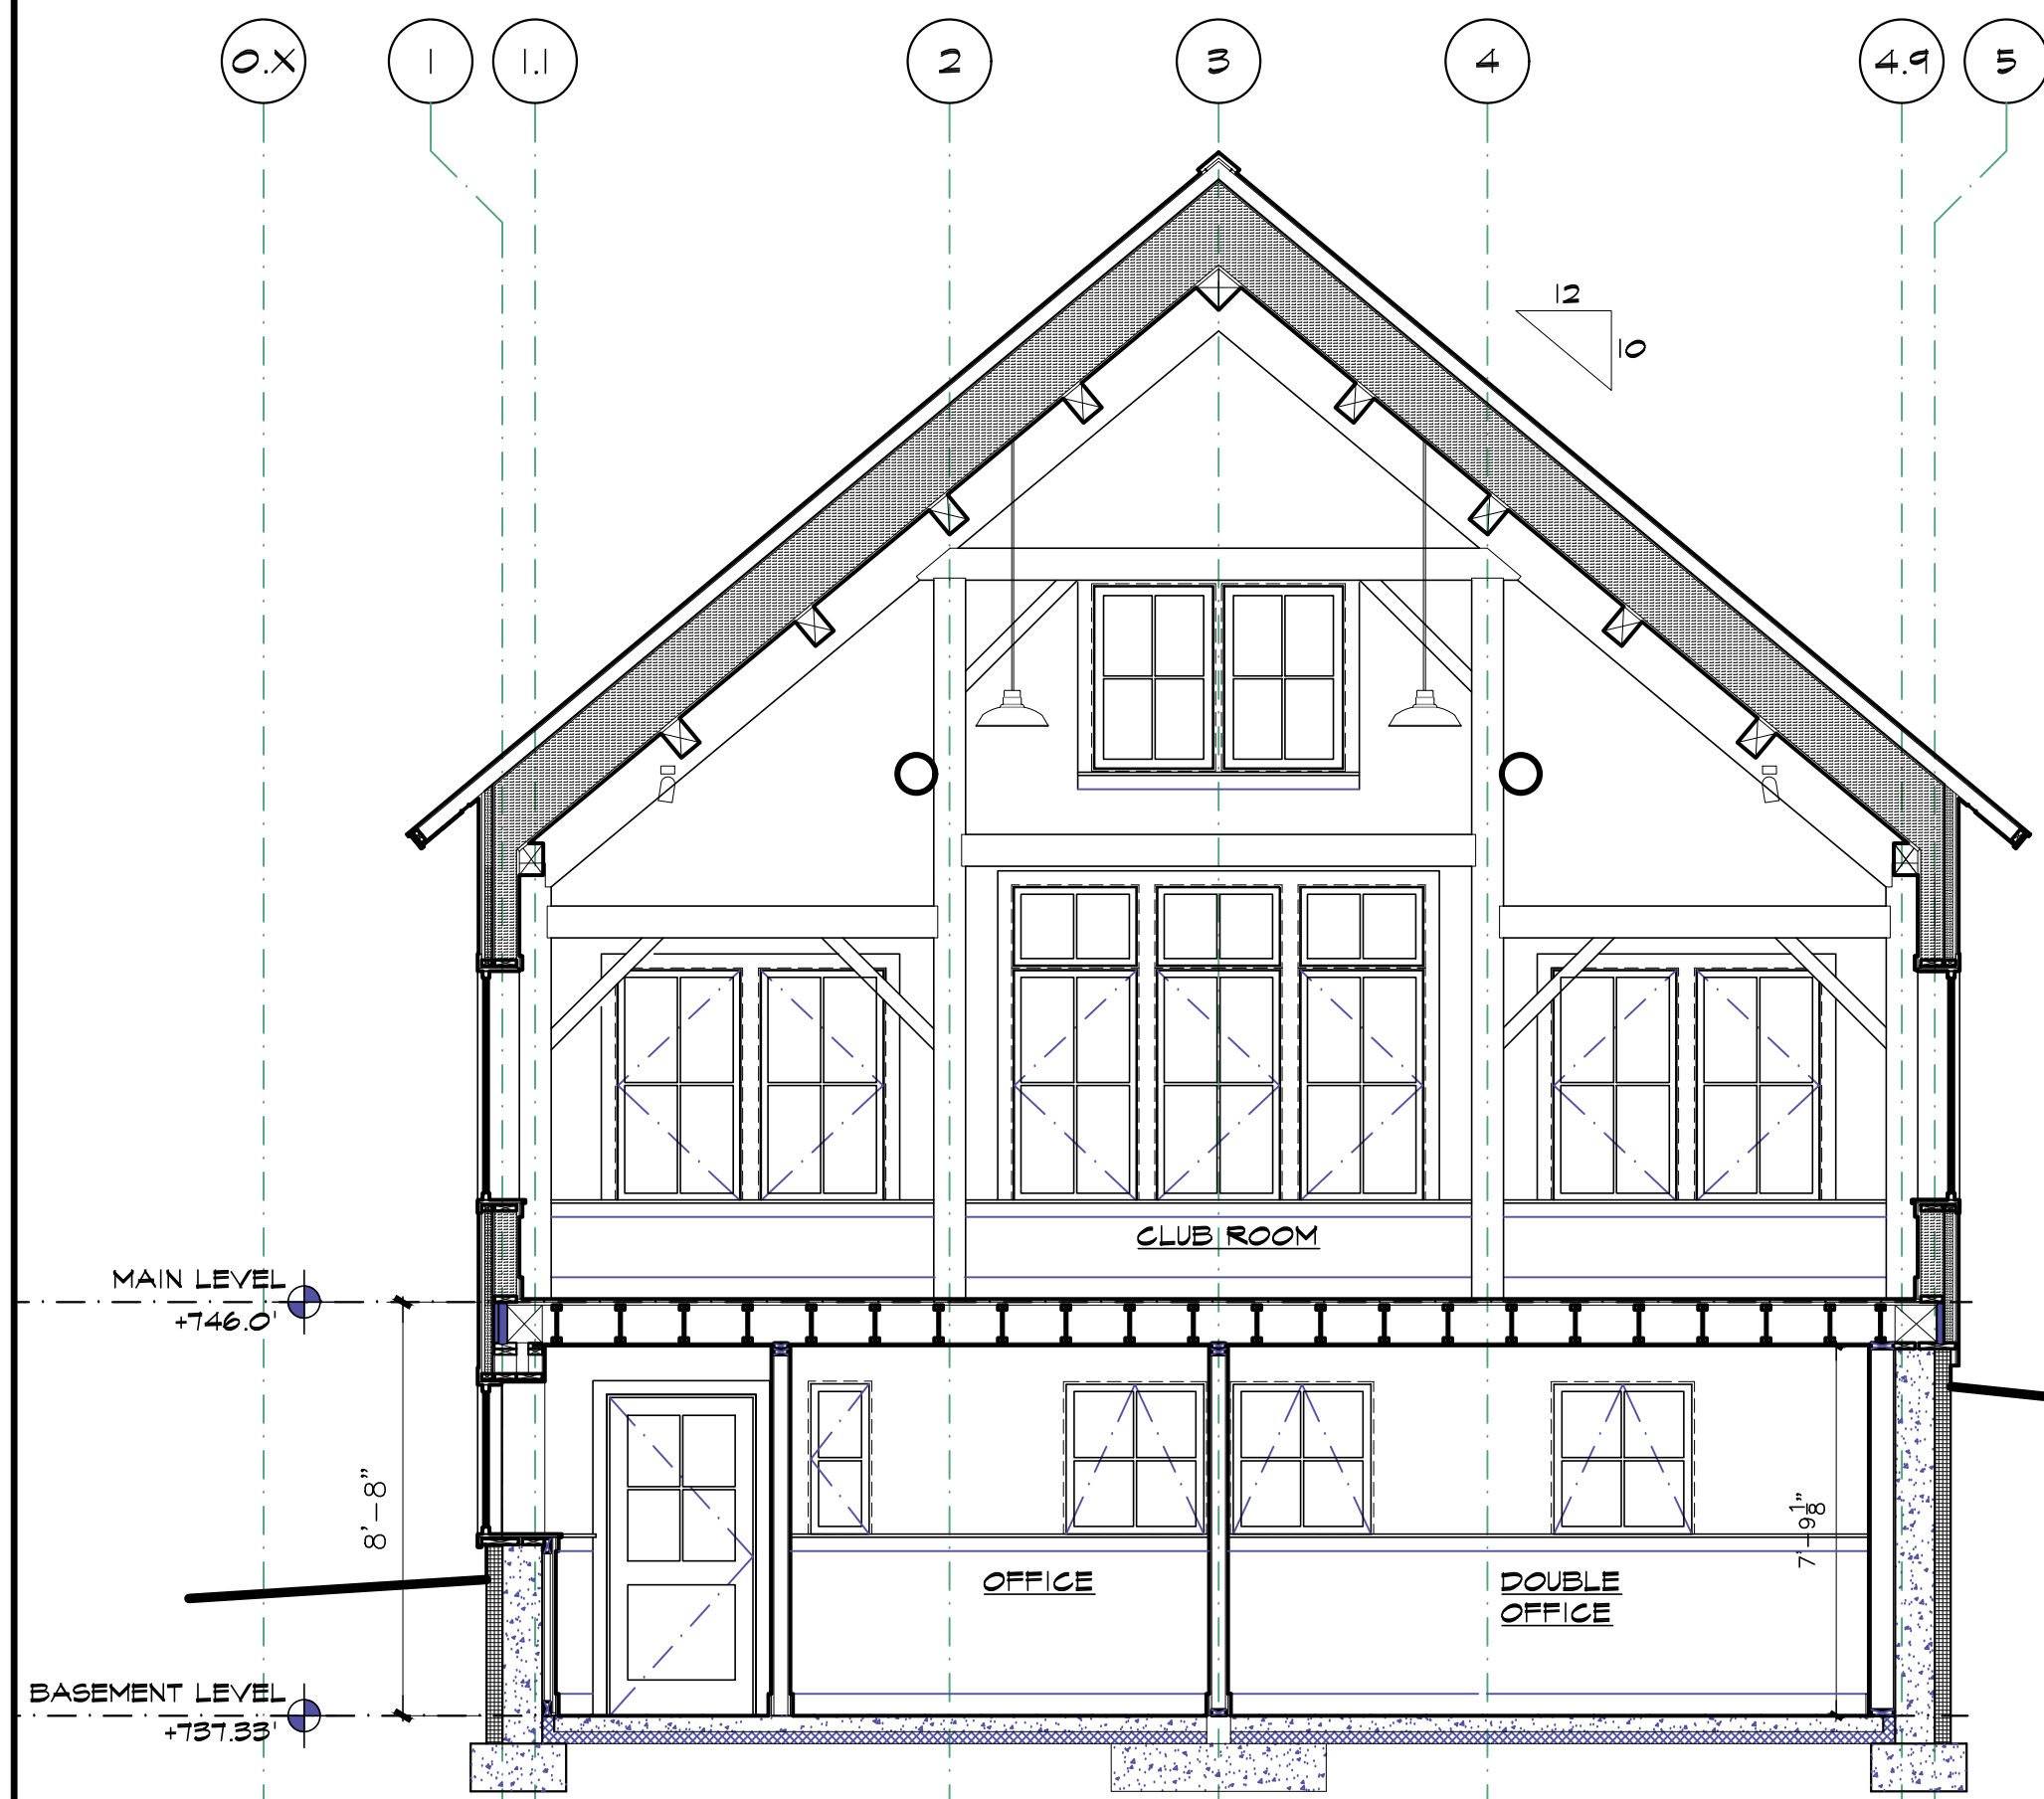 0.X 1 1.1 2 3 4 4.9 5
12
10
CLUB ROOM
MAIN LEVEL
+746.0'
8'-8"
7'-9 1/8"
OFFICE
DOUBLE
OFFICE
BASEMENT LEVEL
+737.33'